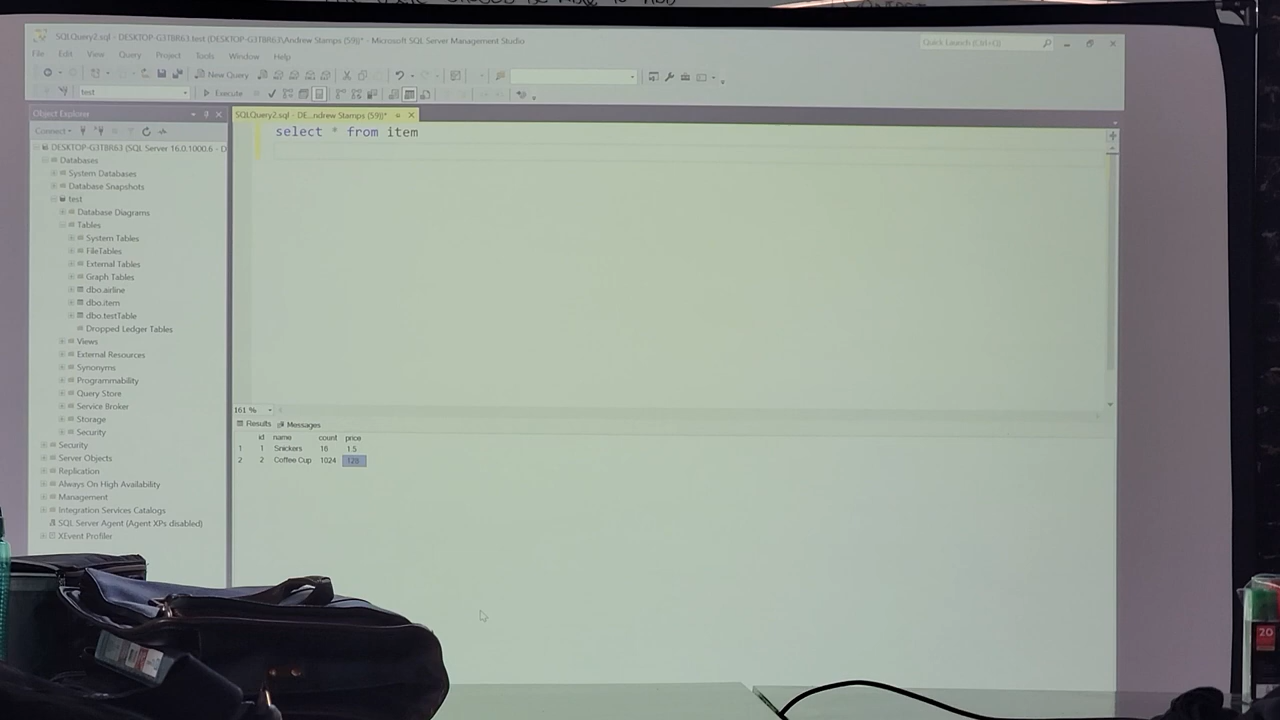 SQLQuery2.sql - DESKTOP-G3TBR63.test (DESKTOP-G3TBR63\Andrew Stamps (59))* - Microsoft SQL Server Management Studio
Quick Launch (Ctrl+Q)
File Edit View Query Project Tools Window Help
New Query
test
Execute
Object Explorer
SQLQuery2.sql - DE...ndrew Stamps (59))*
Connect
select * from item
DESKTOP-G3TBR63 (SQL Server 16.0.1000.6 - D
Databases
System Databases
Database Snapshots
test
Database Diagrams
Tables
System Tables
FileTables
External Tables
Graph Tables
dbo.airline
dbo.item
dbo.testTable
Dropped Ledger Tables
Views
External Resources
Synonyms
Programmability
Query Store
Service Broker
Storage
Security
Security
Server Objects
Replication
Always On High Availability
Management
Integration Services Catalogs
SQL Server Agent (Agent XPs disabled)
XEvent Profiler
161 %
Results Messages
id name count price
1 1 Snickers 16 1.5
2 2 Coffee Cup 1024 128
20